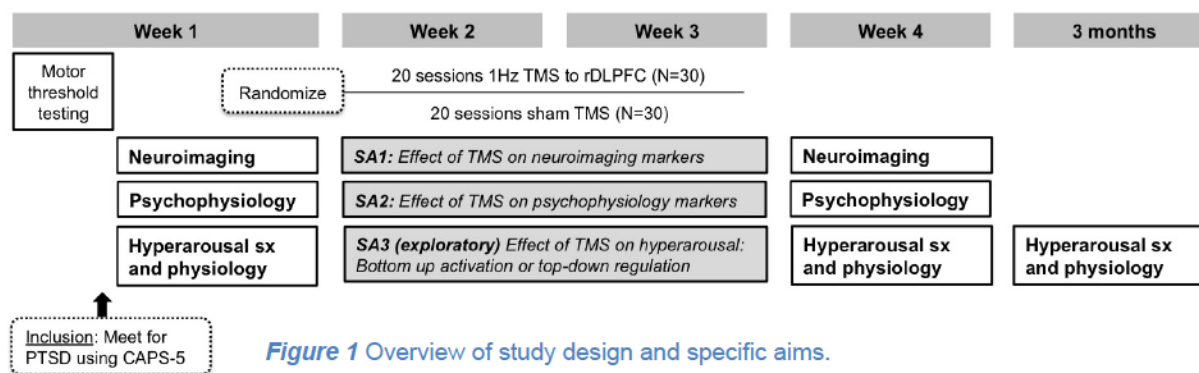 Week 1
Week 2
Week 3
Week 4
3 months
Motor
threshold
testing
Randomize
20 sessions 1Hz TMS to rDLPFC (N=30)
20 sessions sham TMS (N=30)
Neuroimaging
SA1: Effect of TMS on neuroimaging markers
Neuroimaging
Psychophysiology
SA2: Effect of TMS on psychophysiology markers
Psychophysiology
Hyperarousal sx
and physiology
SA3 (exploratory) Effect of TMS on hyperarousal:
Bottom up activation or top-down regulation
Hyperarousal sx
and physiology
Hyperarousal sx
and physiology
Inclusion: Meet for
PTSD using CAPS-5
Figure 1 Overview of study design and specific aims.